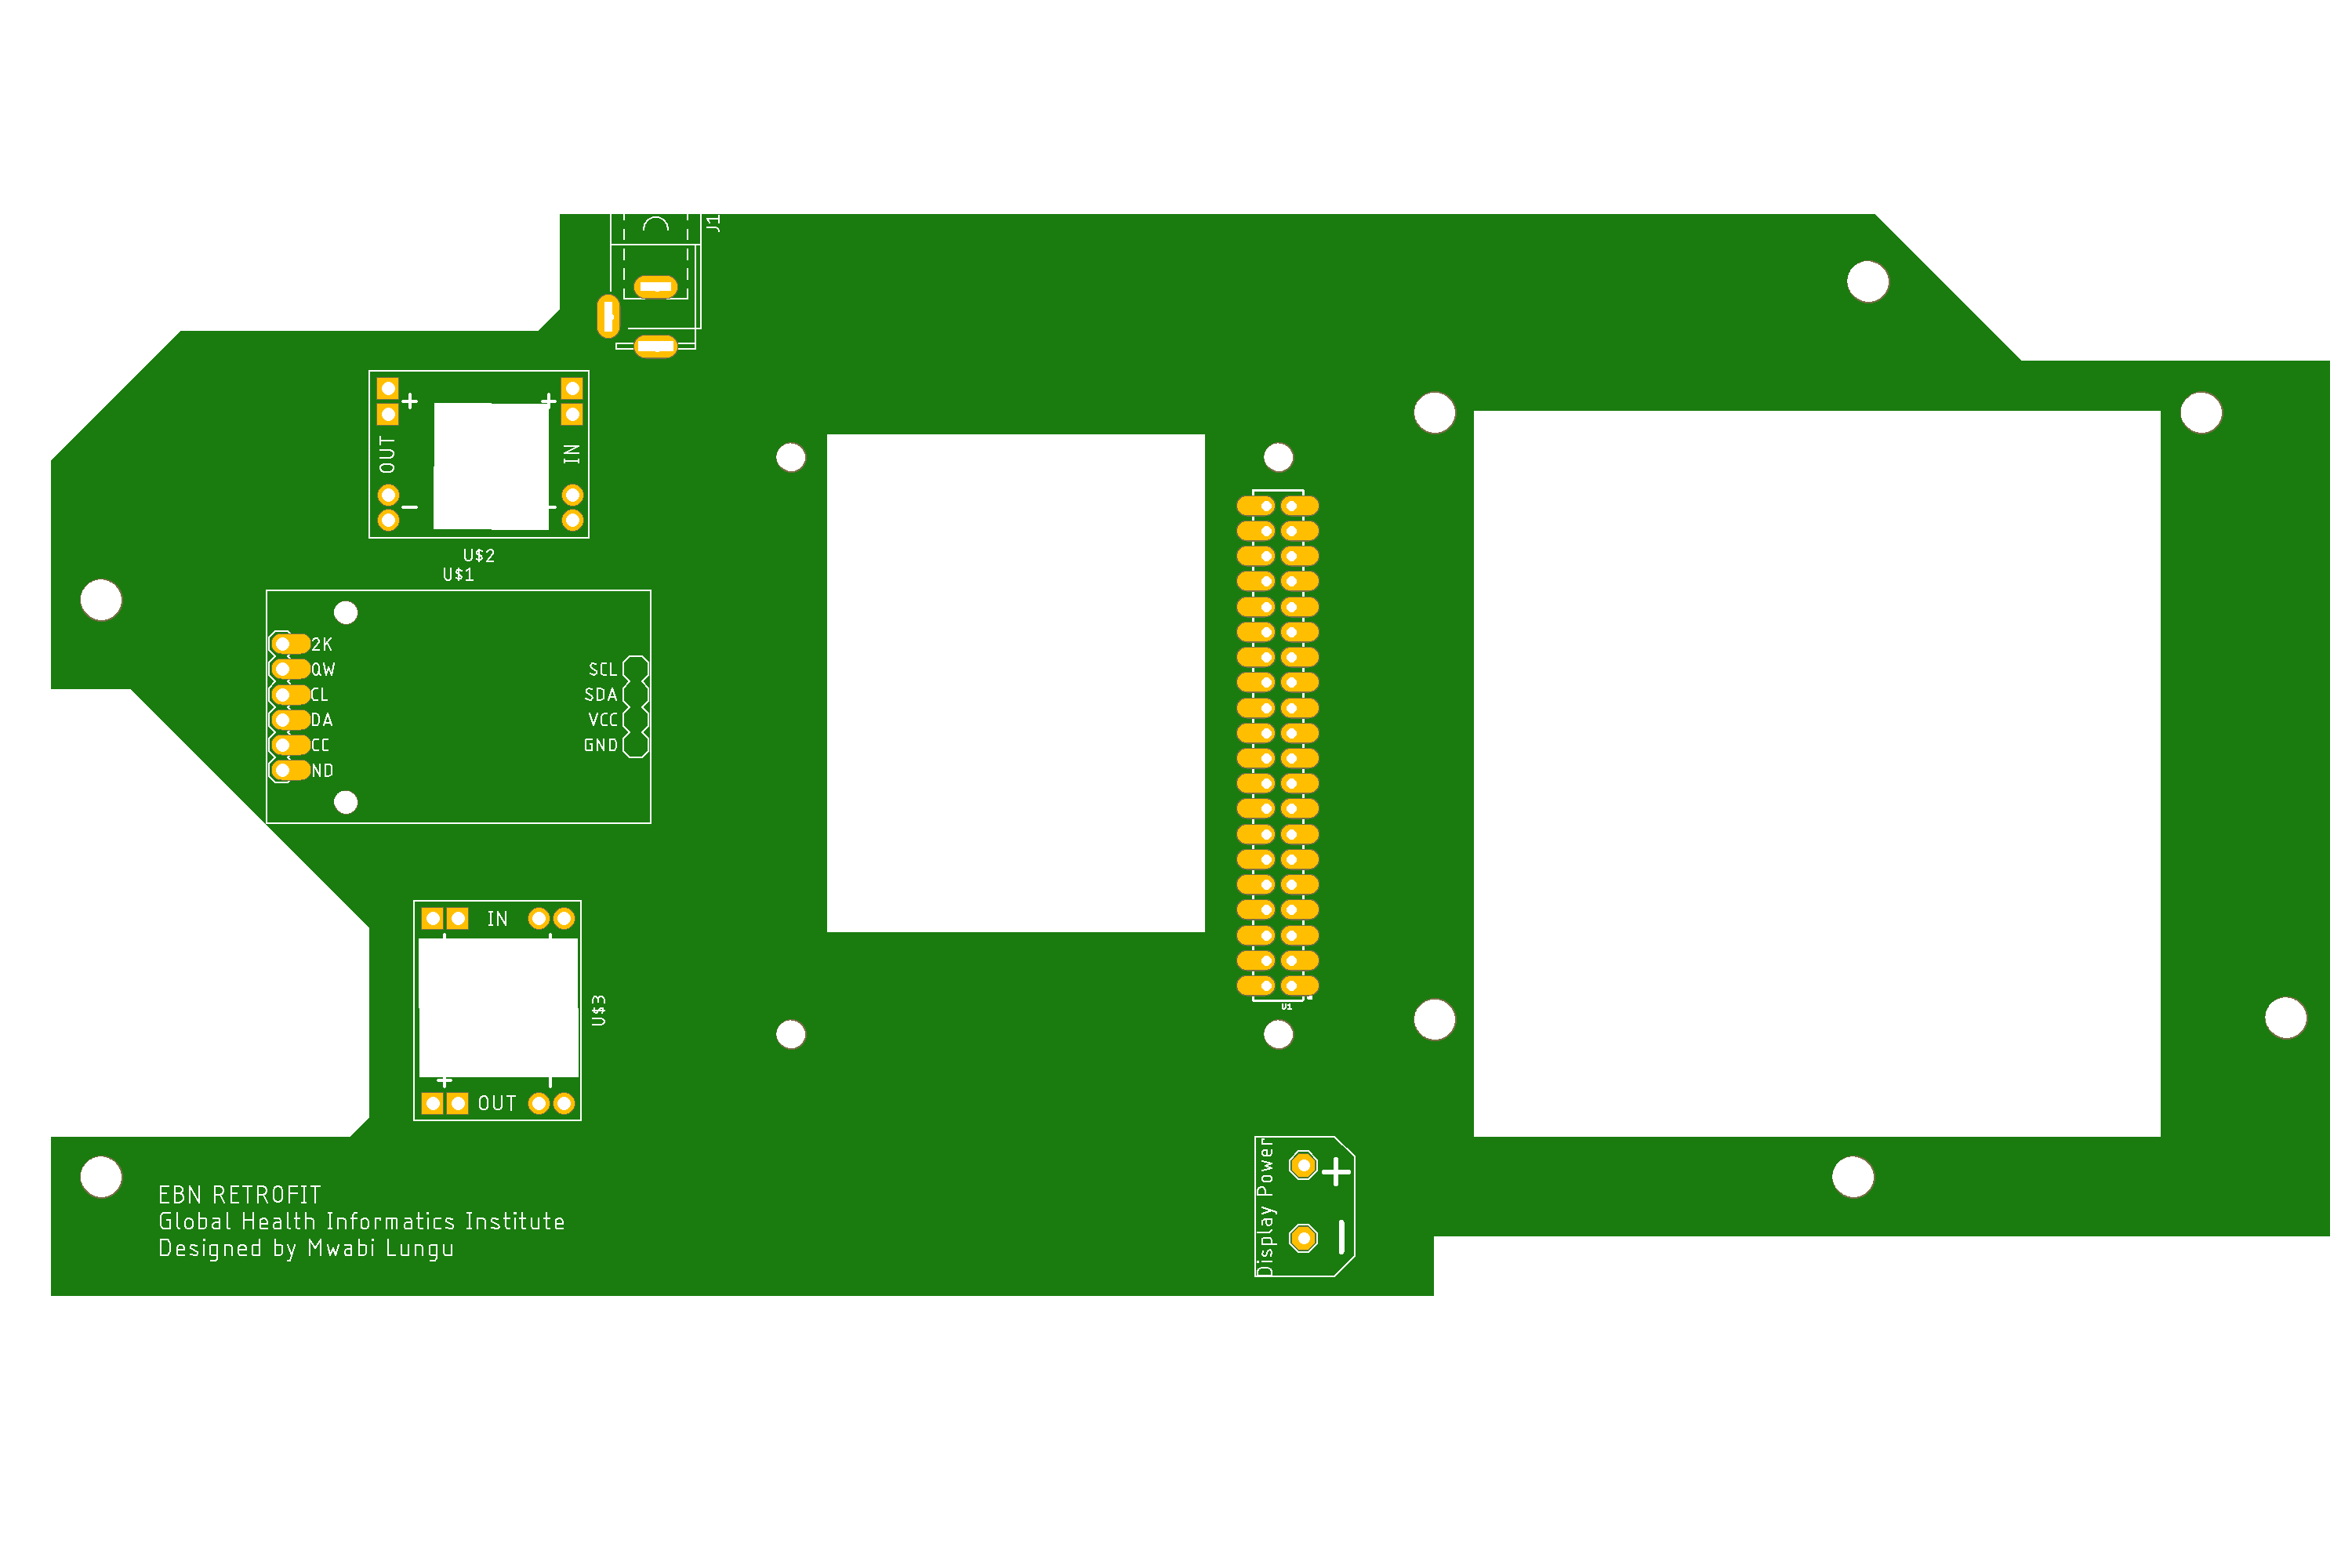 J1
+
+
OUT
IN
−
−
U$2
U$1
2K
QW
CL
DA
CC
ND
SCL
SDA
VCC
GND
IN
U$3
+
OUT
U1
Display Power
+
−
EBN RETROFIT
Global Health Informatics Institute
Designed by Mwabi Lungu